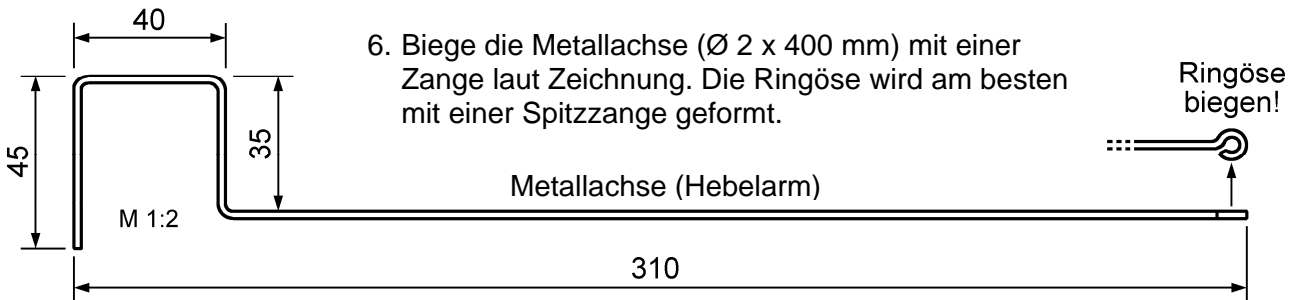 40
6. Biege die Metallachse (Ø 2 x 400 mm) mit einer
Zange laut Zeichnung. Die Ringöse wird am besten
mit einer Spitzzange geformt.
Ringöse
biegen!
45
35
Metallachse (Hebelarm)
M 1:2
310